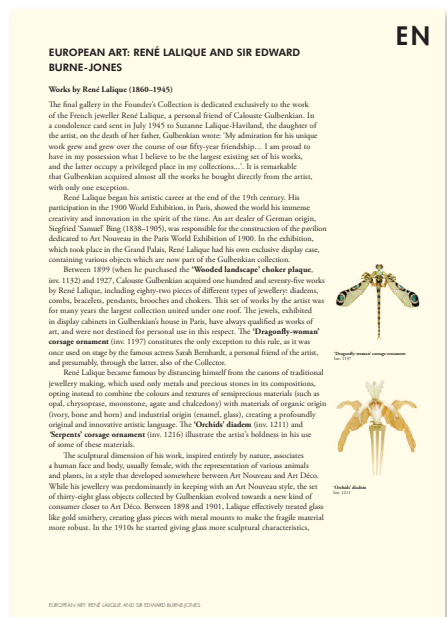 EN
EUROPEAN ART: RENÉ LALIQUE AND SIR EDWARD
BURNE-JONES
Works by René Lalique (1860–1945)
The final gallery in the Founder's Collection is dedicated exclusively to the work
of the French jeweller René Lalique, a personal friend of Calouste Gulbenkian. In
a condolence card sent in July 1945 to Suzanne Lalique-Haviland, the daughter of
the artist, on the death of her father, Gulbenkian wrote: 'My admiration for his unique
work grew and grew over the course of our fifty-year friendship… I am proud to
have in my possession what I believe to be the largest existing set of his works,
and the latter occupy a privileged place in my collections…'. It is remarkable
that Gulbenkian acquired almost all the works he bought directly from the artist,
with only one exception.
René Lalique began his artistic career at the end of the 19th century. His
participation in the 1900 World Exhibition, in Paris, showed the world his immense
creativity and innovation in the spirit of the time. An art dealer of German origin,
Siegfried 'Samuel' Bing (1838–1905), was responsible for the construction of the pavilion
dedicated to Art Nouveau in the Paris World Exhibition of 1900. In the exhibition,
which took place in the Grand Palais, René Lalique had his own exclusive display case,
containing various objects which are now part of the Gulbenkian collection.
Between 1899 (when he purchased the 'Wooded landscape' choker plaque,
inv. 1132) and 1927, Calouste Gulbenkian acquired one hundred and seventy-five works
by René Lalique, including eighty-two pieces of different types of jewellery: diadems,
combs, bracelets, pendants, brooches and chokers. This set of works by the artist was
for many years the largest collection united under one roof. The jewels, exhibited
in display cabinets in Gulbenkian's house in Paris, have always qualified as works of
art, and were not destined for personal use in this respect. The 'Dragonfly-woman'
corsage ornament (inv. 1197) constitutes the only exception to this rule, as it was
once used on stage by the famous actress Sarah Bernhardt, a personal friend of the artist,
and presumably, through the latter, also of the Collector.
René Lalique became famous by distancing himself from the canons of traditional
jewellery making, which used only metals and precious stones in its compositions,
opting instead to combine the colours and textures of semiprecious materials (such as
opal, chrysoprase, moonstone, agate and chalcedony) with materials of organic origin
(ivory, bone and horn) and industrial origin (enamel, glass), creating a profoundly
original and innovative artistic language. The 'Orchids' diadem (inv. 1211) and
'Serpents' corsage ornament (inv. 1216) illustrate the artist's boldness in his use
of some of these materials.
The sculptural dimension of his work, inspired entirely by nature, associates
a human face and body, usually female, with the representation of various animals
and plants, in a style that developed somewhere between Art Nouveau and Art Déco.
While his jewellery was predominantly in keeping with an Art Nouveau style, the set
of thirty-eight glass objects collected by Gulbenkian evolved towards a new kind of
consumer closer to Art Déco. Between 1898 and 1901, Lalique effectively treated glass
like gold smithery, creating glass pieces with metal mounts to make the fragile material
more robust. In the 1910s he started giving glass more sculptural characteristics,
'Dragonfly-woman' corsage ornament
Inv. 1197
'Orchids' diadem
Inv. 1211
EUROPEAN ART: RENÉ LALIQUE AND SIR EDWARD BURNE-JONES